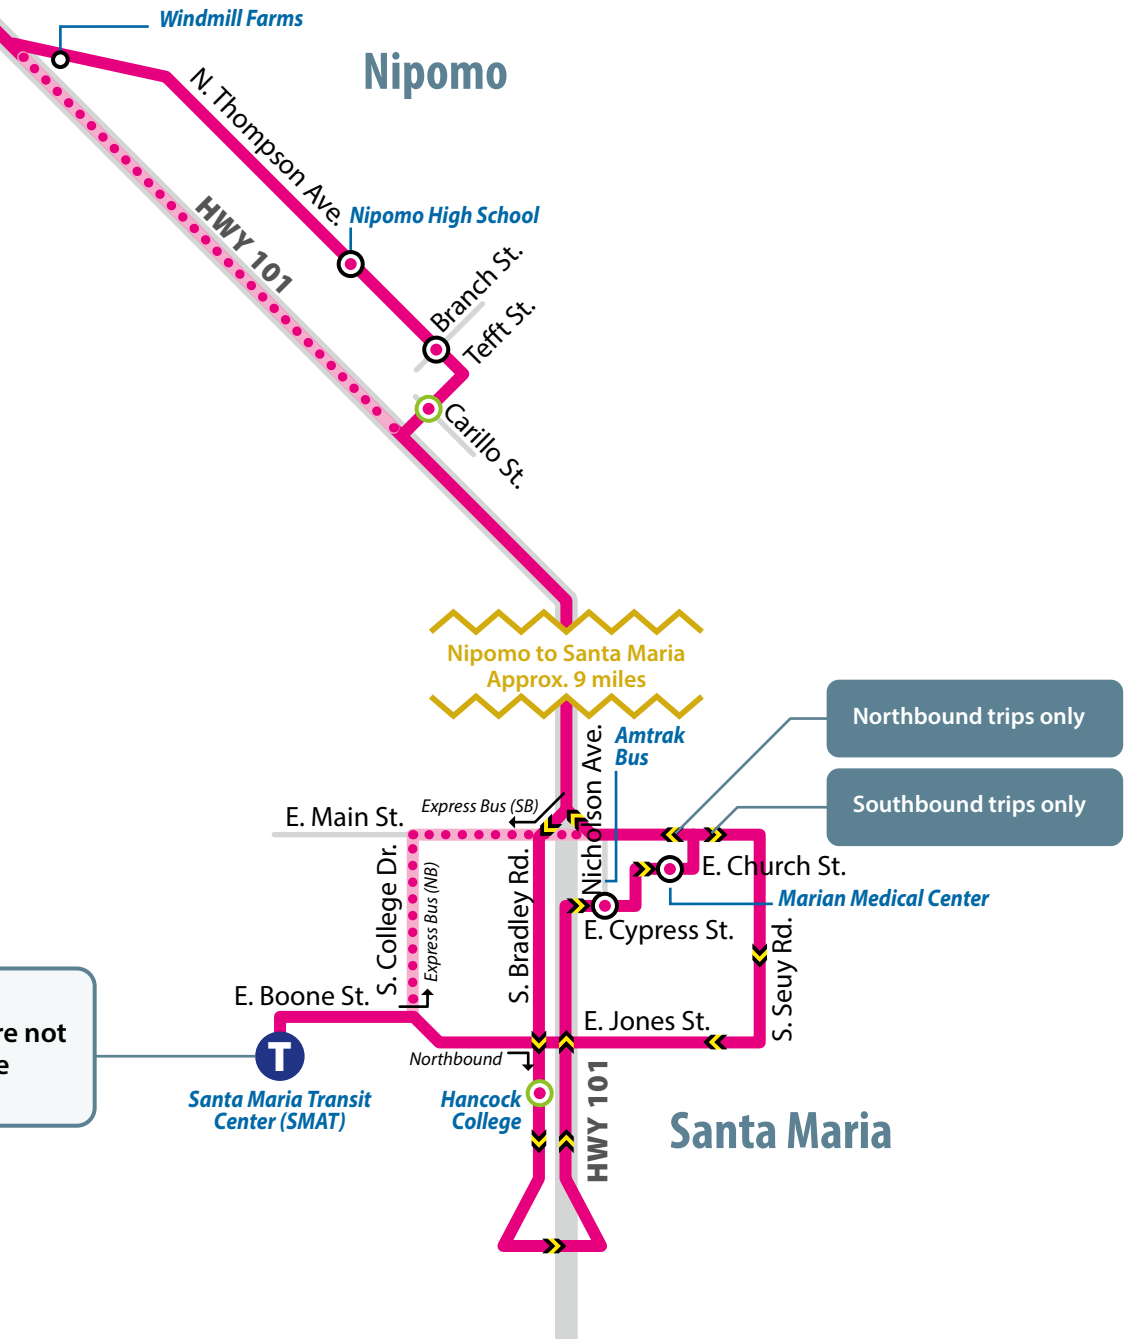 Windmill Farms
Nipomo
N. Thompson Ave.
HWY 101
Nipomo High School
Branch St.
Tefft St.
Carillo St.
Nipomo to Santa Maria
Approx. 9 miles
Northbound trips only
Southbound trips only
Amtrak
Bus
Nicholson Ave.
Express Bus (SB)
E. Main St.
S. College Dr.
Express Bus (NB)
S. Bradley Rd.
E. Church St.
Marian Medical Center
E. Cypress St.
S. Seuy Rd.
E. Boone St.
E. Jones St.
re not
e
T
Northbound
Santa Maria Transit
Center (SMAT)
Hancock
College
HWY 101
Santa Maria